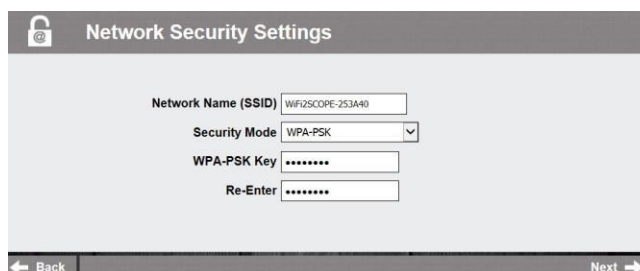 Network Security Settings
Network Name (SSID) WiFi2SCOPE-253A40
Security Mode WPA-PSK
WPA-PSK Key ••••••••
Re-Enter ••••••••
Back Next